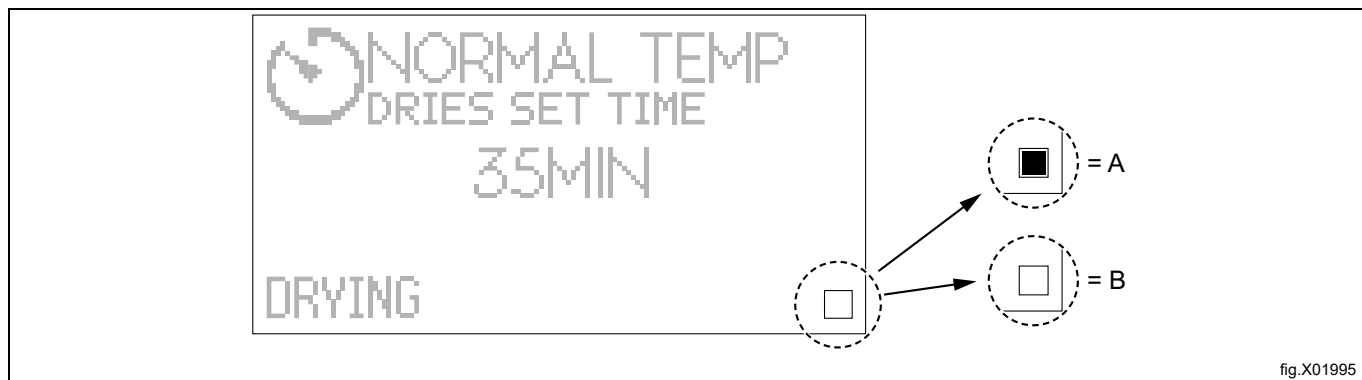 NORMAL TEMP
DRIES SET TIME
35MIN
DRYING
= A
= B
fig.X01995